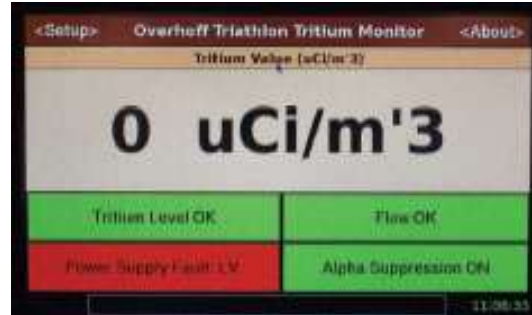 <Setup> Overhoff Triathlon Tritium Monitor <About>
Tritium Value (uCi/m'3)
0 uCi/m'3
Tritium Level OK Flow OK
Power Supply Fault: LV Alpha Suppression ON
11:08:33